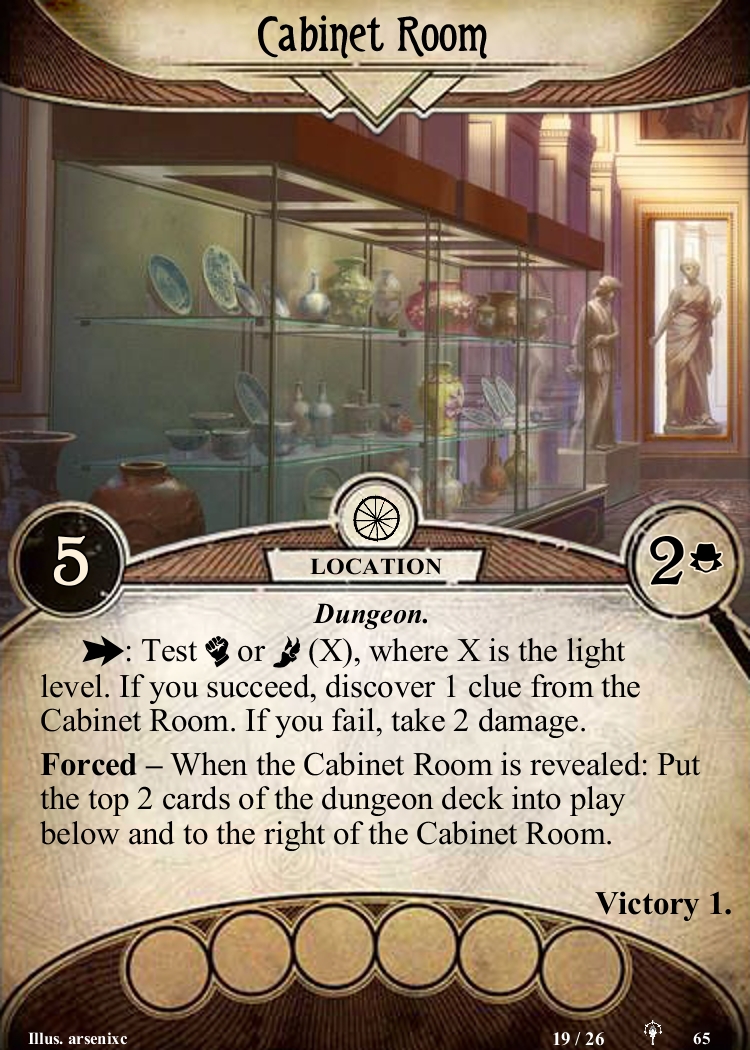 Cabinet Room
5
LOCATION
2
Dungeon.
: Test or (X), where X is the light
level. If you succeed, discover 1 clue from the
Cabinet Room. If you fail, take 2 damage.
Forced – When the Cabinet Room is revealed: Put
the top 2 cards of the dungeon deck into play
below and to the right of the Cabinet Room.
Victory 1.
Illus. arsenixc 19 / 26 65